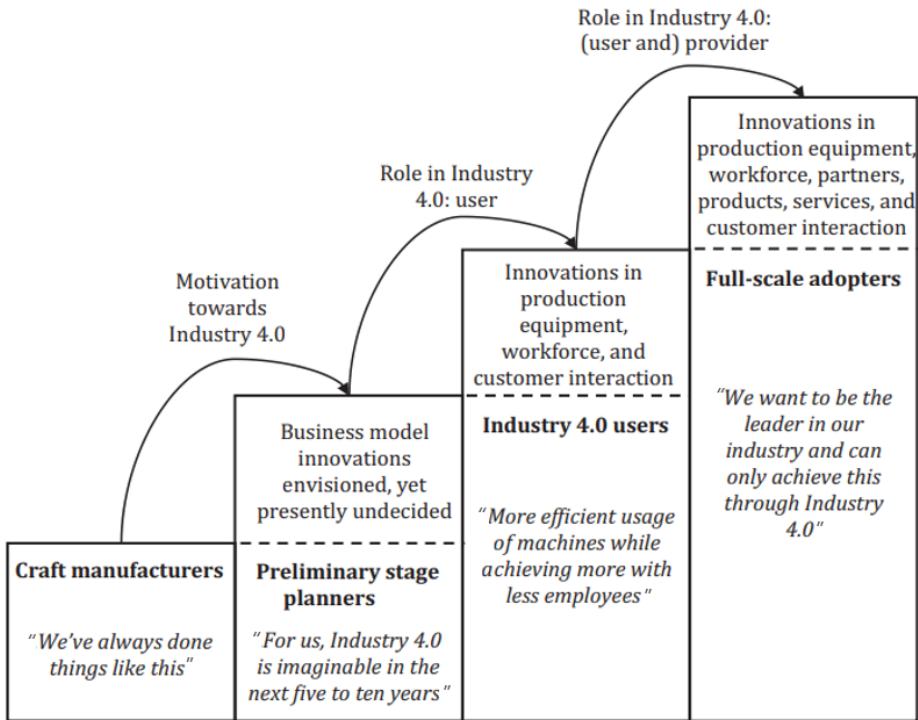 Role in Industry 4.0:
(user and) provider
Innovations in
production equipment,
workforce, partners,
products, services, and
customer interaction
Full-scale adopters
"We want to be the
leader in our
industry and can
only achieve this
through Industry
4.0"
Role in Industry
4.0: user
Innovations in
production
equipment,
workforce, and
customer interaction
Industry 4.0 users
"More efficient usage
of machines while
achieving more with
less employees"
Motivation
towards
Industry 4.0
Business model
innovations
envisioned, yet
presently undecided
Preliminary stage
planners
"For us, Industry 4.0
is imaginable in the
next five to ten years"
Craft manufacturers
"We've always done
things like this"